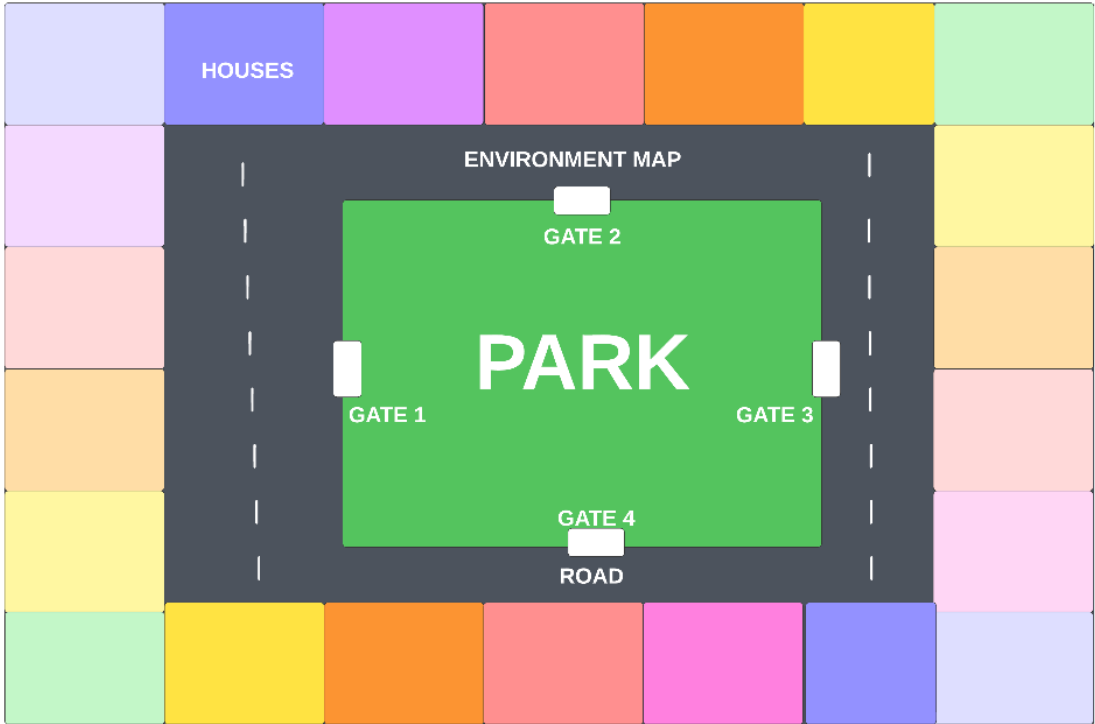 HOUSES
ENVIRONMENT MAP
GATE 2
PARK
GATE 1
GATE 3
GATE 4
ROAD